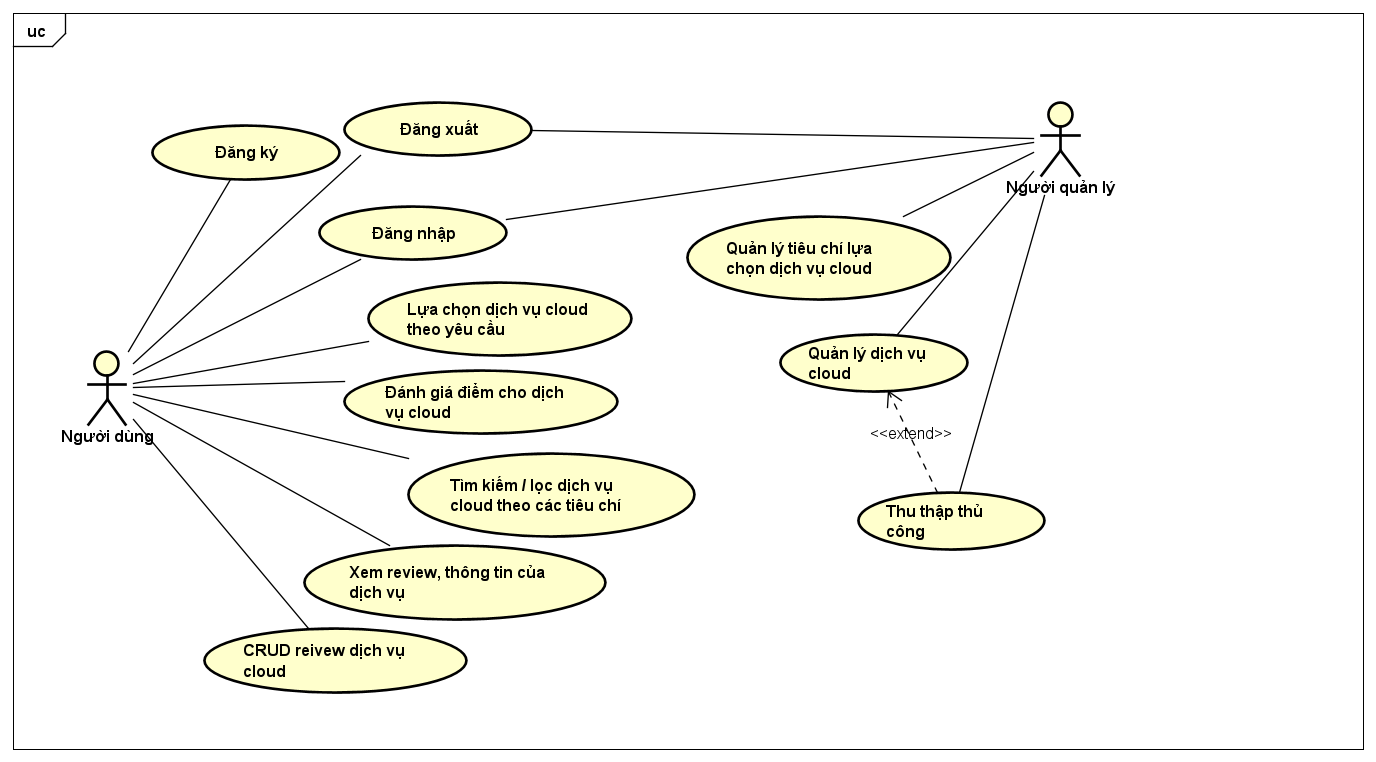 uc
Đăng xuất
Đăng ký
Người quản lý
Đăng nhập
Quản lý tiêu chí lựa
chọn dịch vụ cloud
Lựa chọn dịch vụ cloud
theo yêu cầu
Quản lý dịch vụ
cloud
Đánh giá điểm cho dịch
vụ cloud
Người dùng
<<extend>>
Tìm kiếm / lọc dịch vụ
cloud theo các tiêu chí
Thu thập thủ
công
Xem review, thông tin của
dịch vụ
CRUD reivew dịch vụ
cloud